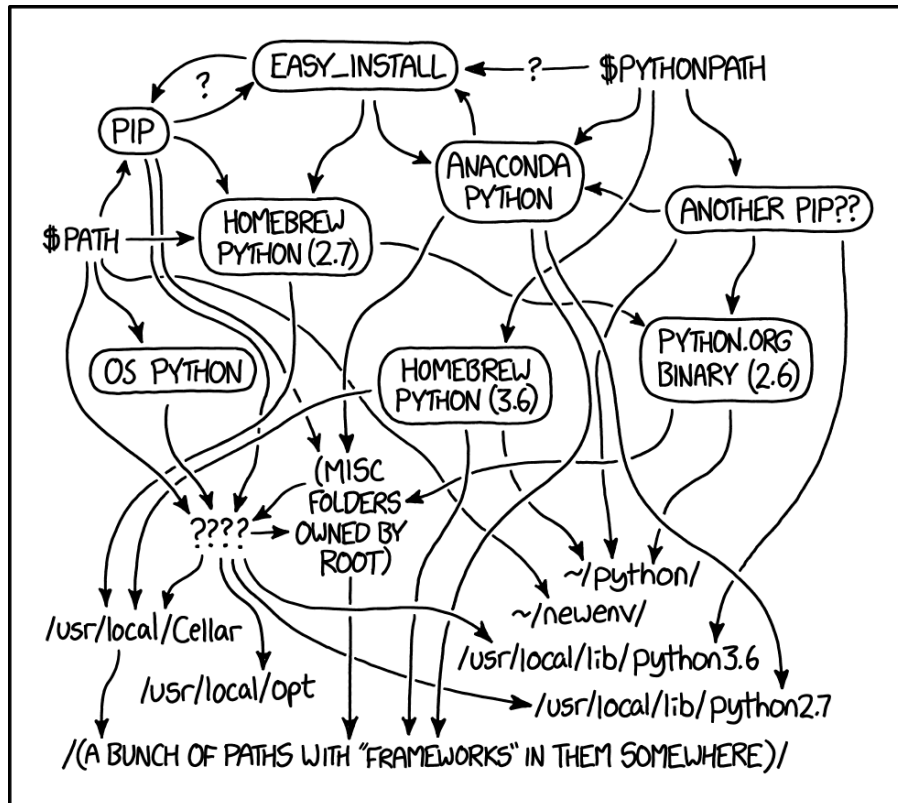 EASY_INSTALL
?
$PYTHONPATH
?
PIP
ANACONDA
PYTHON
ANOTHER PIP??
HOMEBREW
PYTHON (2.7)
$PATH
OS PYTHON
HOMEBREW
PYTHON (3.6)
PYTHON.ORG
BINARY (2.6)
(MISC
FOLDERS
OWNED BY
ROOT)
????
~/python/
~/newenv/
/usr/local/Cellar
/usr/local/lib/python3.6
/usr/local/opt
/usr/local/lib/python2.7
/(A BUNCH OF PATHS WITH "FRAMEWORKS" IN THEM SOMEWHERE)/